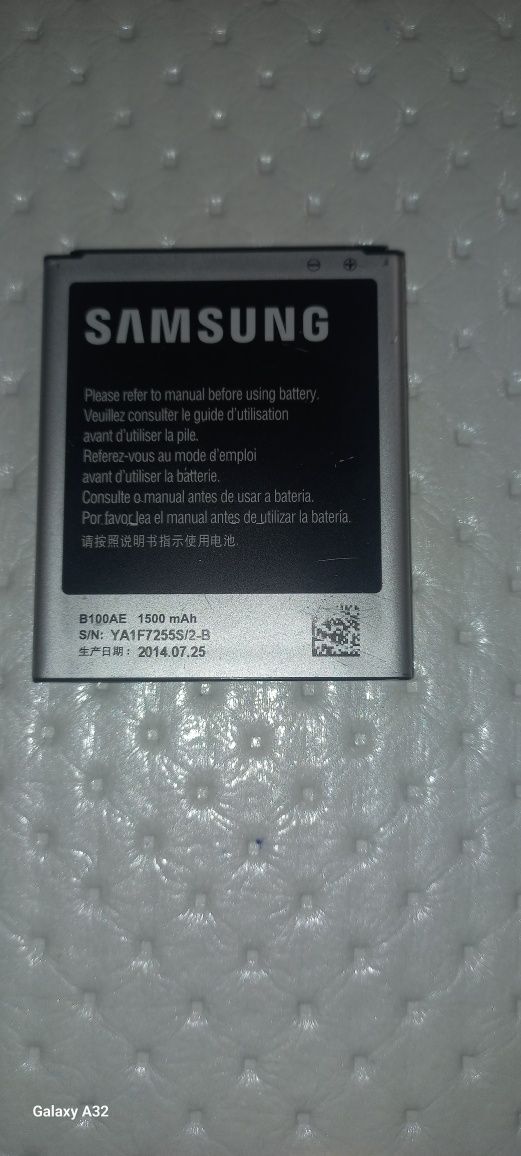 ⊖ ⊕
SAMSUNG
Please refer to manual before using battery.
Veuillez consulter le guide d'utilisation
avant d'utiliser la pile.
Referez-vous au mode d'emploi
avant d'utiliser la batterie.
Consulte o manual antes de usar a bateria.
Por favor lea el manual antes de utilizar la batería.
请按照说明书指示使用电池
B100AE 1500 mAh
S/N: YA1F7255S/2-B
生产日期: 2014.07.25
Galaxy A32